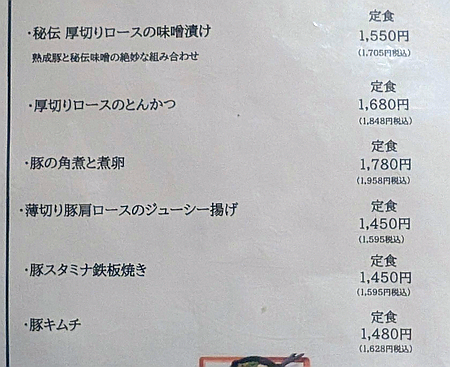 定食
・秘伝 厚切りロースの味噌漬け 1,550円
熟成豚と秘伝味噌の絶妙な組み合わせ (1,705円税込)
定食
・厚切りロースのとんかつ 1,680円
(1,848円税込)
定食
・豚の角煮と煮卵 1,780円
(1,958円税込)
定食
・薄切り豚肩ロースのジューシー揚げ 1,450円
(1,595税込)
定食
・豚スタミナ鉄板焼き 1,450円
(1,595円税込)
定食
・豚キムチ 1,480円
(1,628円税込)